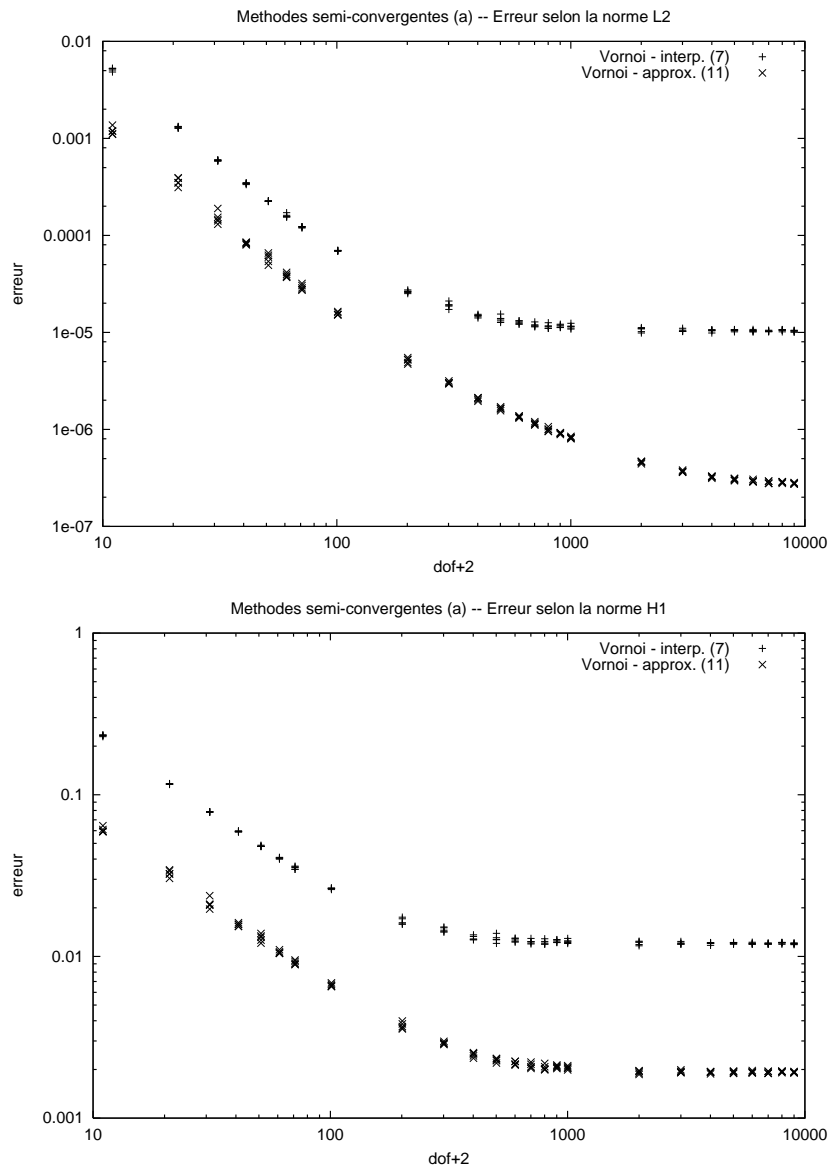 Methodes semi-convergentes (a) -- Erreur selon la norme L2
0.01
0.001
0.0001
1e-05
1e-06
1e-07
erreur
Vornoi - interp. (7)
Vornoi - approx. (11)
10
100
1000
10000
dof+2
Methodes semi-convergentes (a) -- Erreur selon la norme H1
1
0.1
0.01
0.001
erreur
Vornoi - interp. (7)
Vornoi - approx. (11)
10
100
1000
10000
dof+2